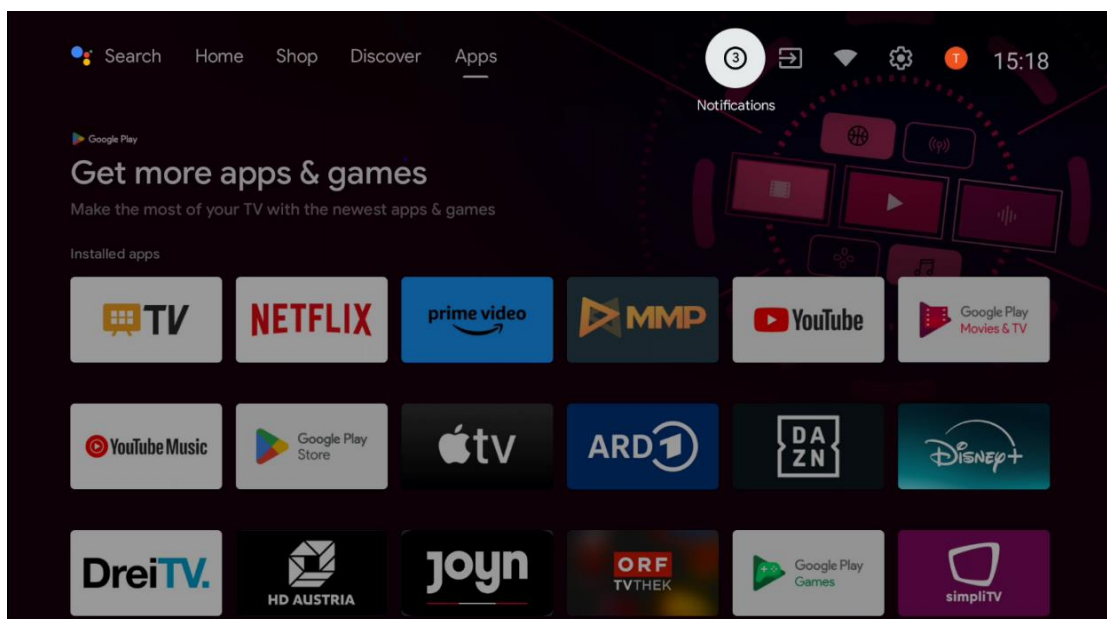 Search Home Shop Discover Apps 3 T 15:18
Notifications
Google Play
Get more apps & games
Make the most of your TV with the newest apps & games
Installed apps
TV NETFLIX prime video MMP YouTube Google Play Movies & TV
YouTube Music Google Play Store tv ARD 1 DAZN Disney+
DreiTV. HD AUSTRIA joyn ORF TVTHEK Google Play Games simpliTV